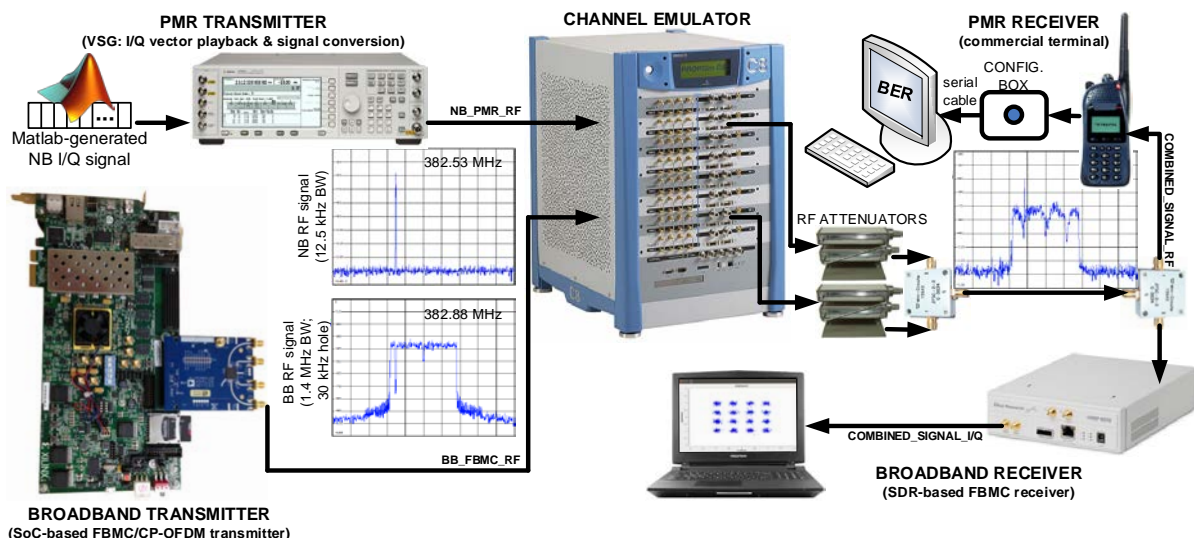 PMR TRANSMITTER
(VSG: I/Q vector playback & signal conversion)
Matlab-generated
NB I/Q signal
NB_PMR_RF
382.53 MHz
NB RF signal
(12.5 kHz BW)
382.88 MHz
BB RF signal
(1.4 MHz BW;
300 kHz hole)
BB_FBMC_RF
BROADBAND TRANSMITTER
(SoC-based FBMC/CP-OFDM transmitter)
CHANNEL EMULATOR
C8
RF ATTENUATORS
PMR RECEIVER
(commercial terminal)
BER
serial
cable
CONFIG.
BOX
COMBINED_SIGNAL_RF
COMBINED_SIGNAL_I/Q
BROADBAND RECEIVER
(SDR-based FBMC receiver)
XILINX